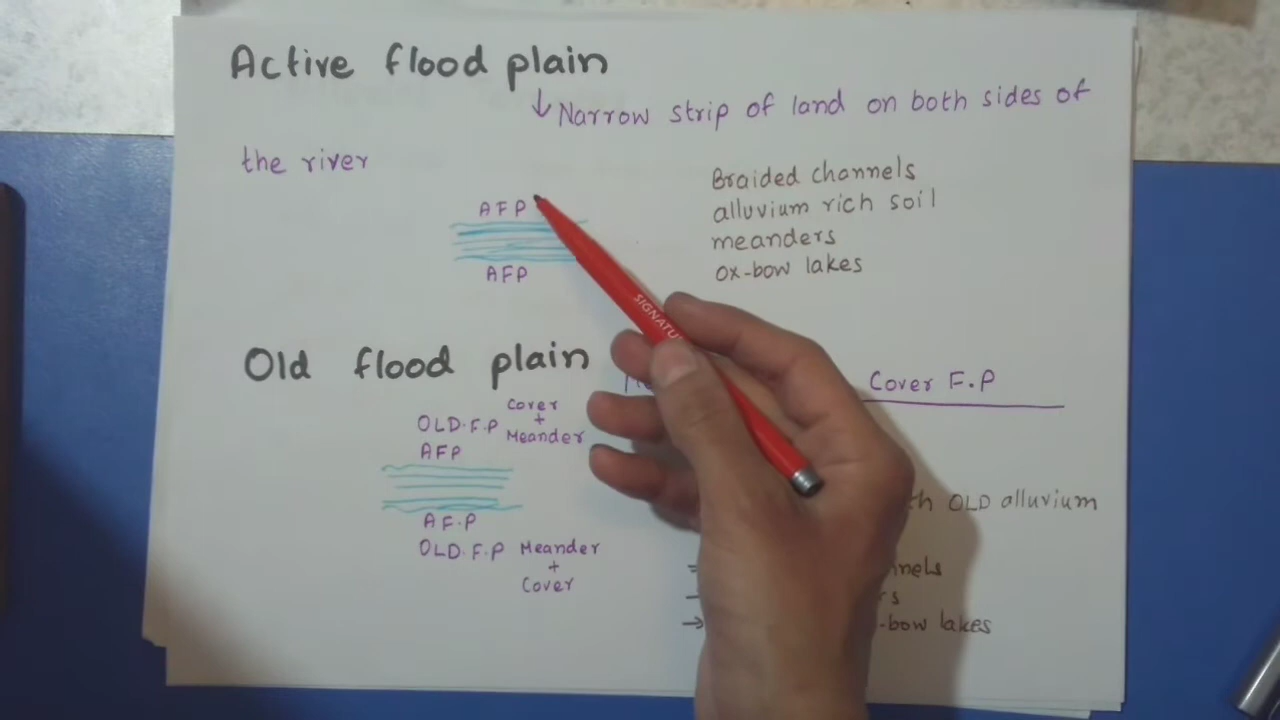 Active flood plain
↓ Narrow strip of land on both sides of
the river
AFP
AFP
Braided channels
alluvium rich soil
meanders
ox-bow lakes
SIGNATU
Old flood plain
Cover F.P
OLD.F.P Cover
+
Meander
AFP
AF.P
OLD.F.P Meander
+
Cover
OLD alluvium
→ -bow lakes